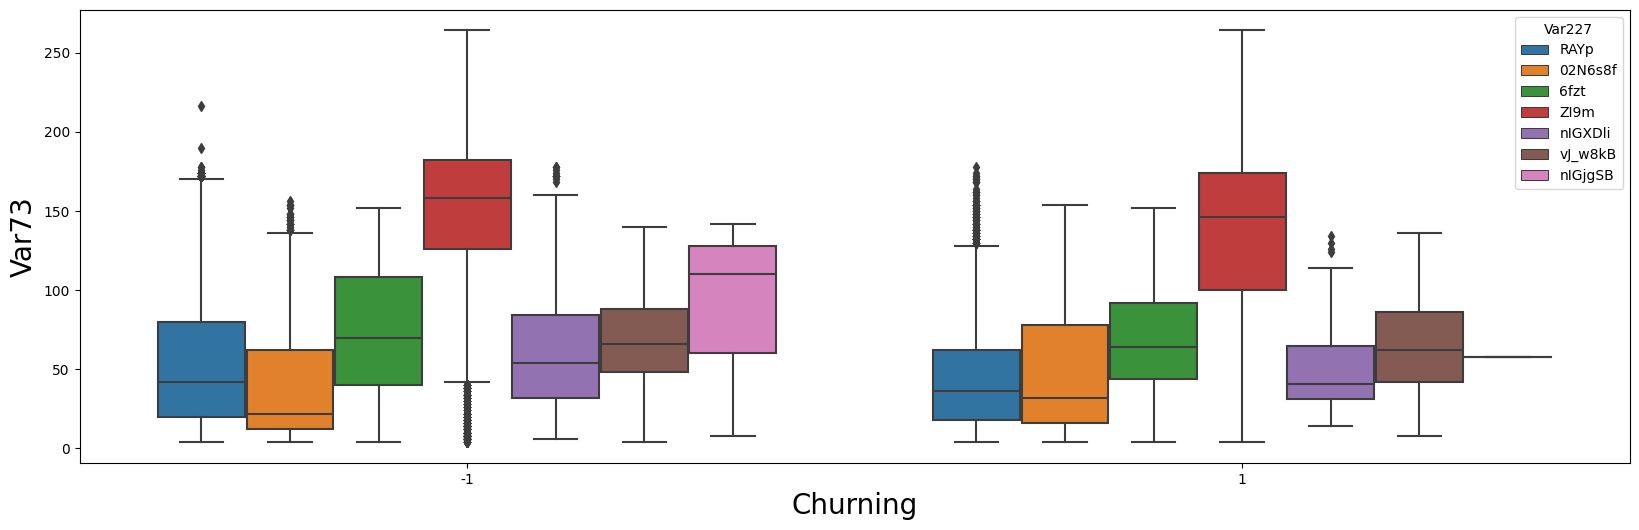 250
200
150
100
50
0
Var73
-1
1
Churning
Var227
RAYp
02N6s8f
6fzt
ZI9m
nIGXDli
vJ_w8kB
nIGjgSB